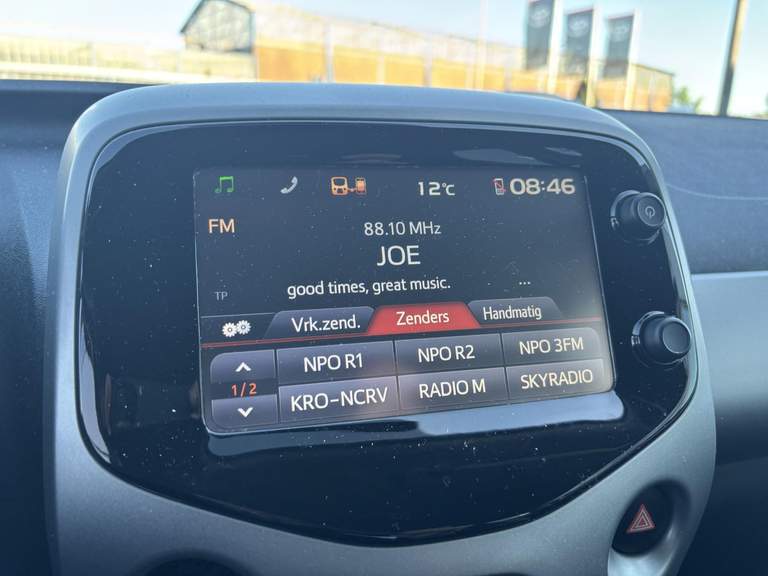 12°C 08:46
FM 88.10 MHz
JOE
TP good times, great music. ...
Vrk.zend. Zenders Handmatig
NPO R1 NPO R2 NPO 3FM
1/2
KRO-NCRV RADIO M SKYRADIO